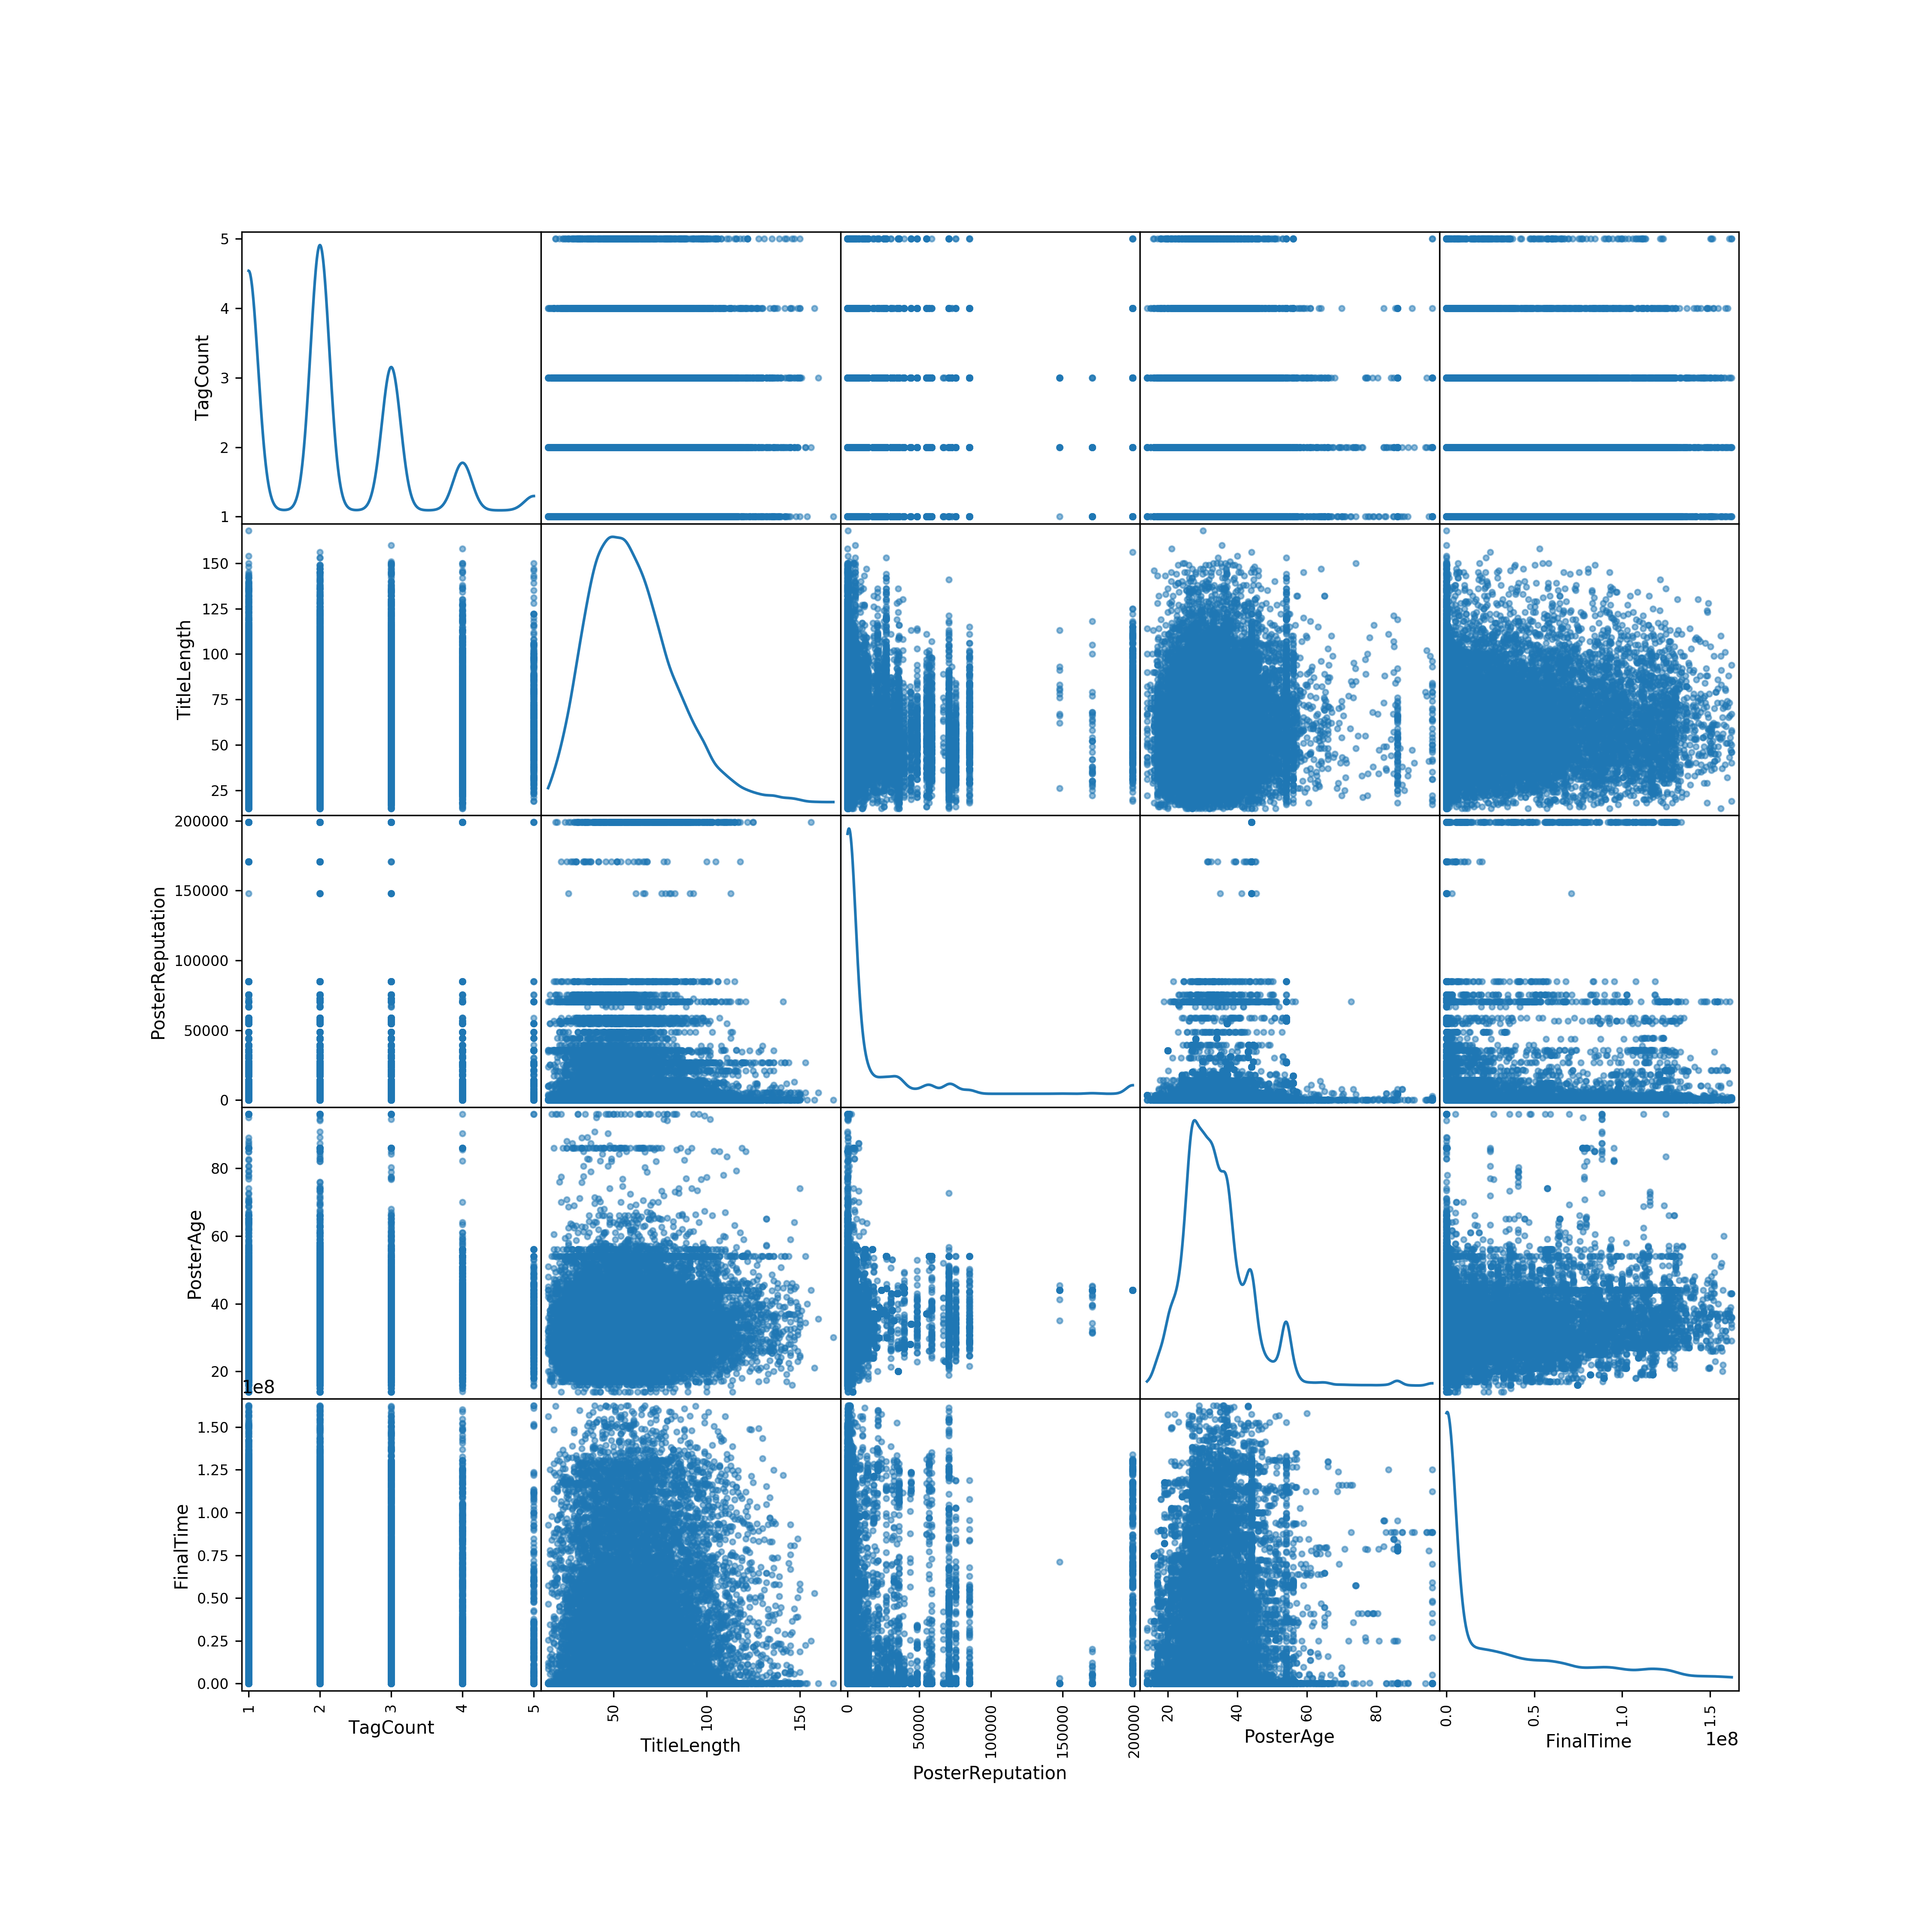 5
4
3
2
1
TagCount
150
125
100
75
50
25
TitleLength
200000
150000
100000
50000
0
PosterReputation
80
60
40
20
PosterAge
1e8
1.50
1.25
1.00
0.75
0.50
0.25
0.00
FinalTime
1 2 3 4 5
TagCount
50 100 150
TitleLength
0 50000 100000 150000 200000
PosterReputation
20 40 60 80
PosterAge
0.0 0.5 1.0 1.5
FinalTime
1e8